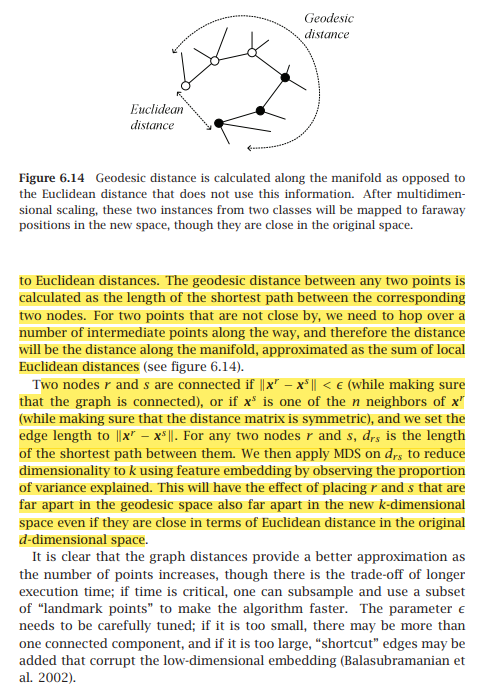 Geodesic
distance
Euclidean
distance
Figure 6.14 Geodesic distance is calculated along the manifold as opposed to
the Euclidean distance that does not use this information. After multidimen-
sional scaling, these two instances from two classes will be mapped to faraway
positions in the new space, though they are close in the original space.
to Euclidean distances. The geodesic distance between any two points is
calculated as the length of the shortest path between the corresponding
two nodes. For two points that are not close by, we need to hop over a
number of intermediate points along the way, and therefore the distance
will be the distance along the manifold, approximated as the sum of local
Euclidean distances (see figure 6.14).
Two nodes r and s are connected if ‖xʳ − xˢ‖ < ϵ (while making sure
that the graph is connected), or if xˢ is one of the n neighbors of xʳ
(while making sure that the distance matrix is symmetric), and we set the
edge length to ‖xʳ − xˢ‖. For any two nodes r and s, dᵣₛ is the length
of the shortest path between them. We then apply MDS on dᵣₛ to reduce
dimensionality to k using feature embedding by observing the proportion
of variance explained. This will have the effect of placing r and s that are
far apart in the geodesic space also far apart in the new k-dimensional
space even if they are close in terms of Euclidean distance in the original
d-dimensional space.
It is clear that the graph distances provide a better approximation as
the number of points increases, though there is the trade-off of longer
execution time; if time is critical, one can subsample and use a subset
of “landmark points” to make the algorithm faster. The parameter ϵ
needs to be carefully tuned; if it is too small, there may be more than
one connected component, and if it is too large, “shortcut” edges may be
added that corrupt the low-dimensional embedding (Balasubramanian et
al. 2002).